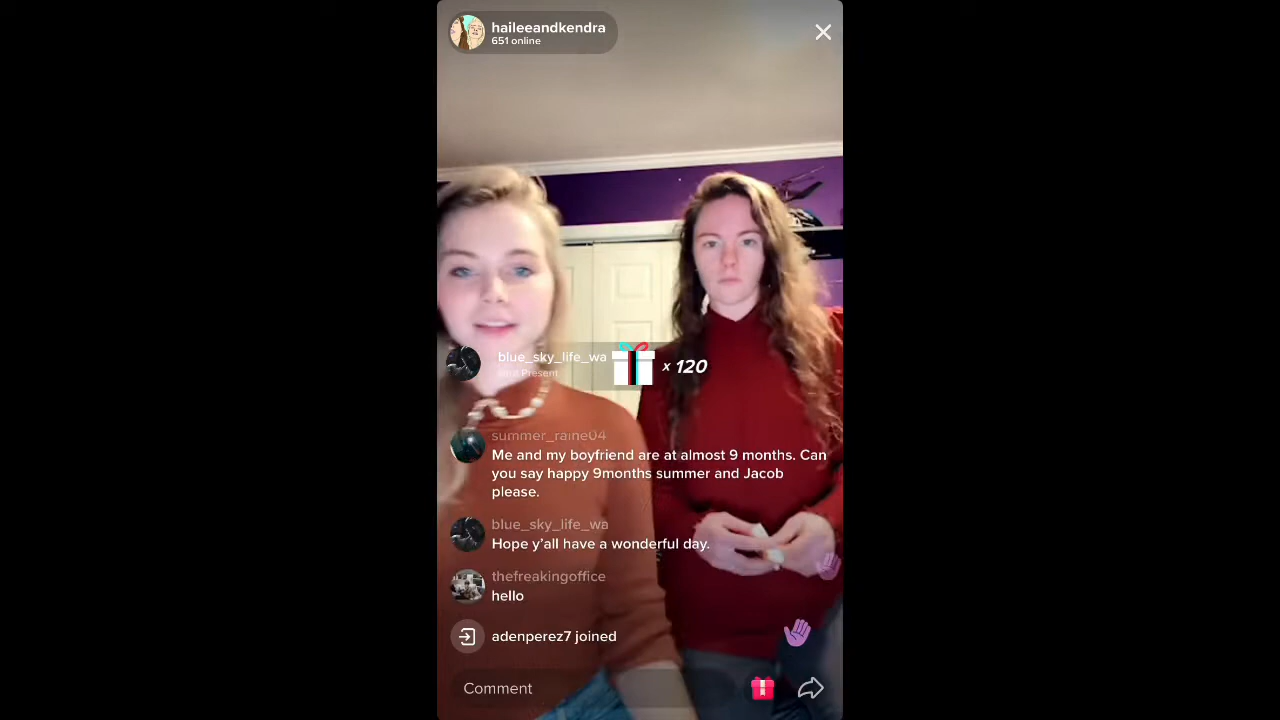 haileeandkendra
651 online
blue_sky_life_wa
x 120
summer_raine04
Me and my boyfriend are at almost 9 months. Can
you say happy 9months summer and Jacob
please.
blue_sky_life_wa
Hope y'all have a wonderful day.
thefreakingoffice
hello
adenperez7 joined
Comment